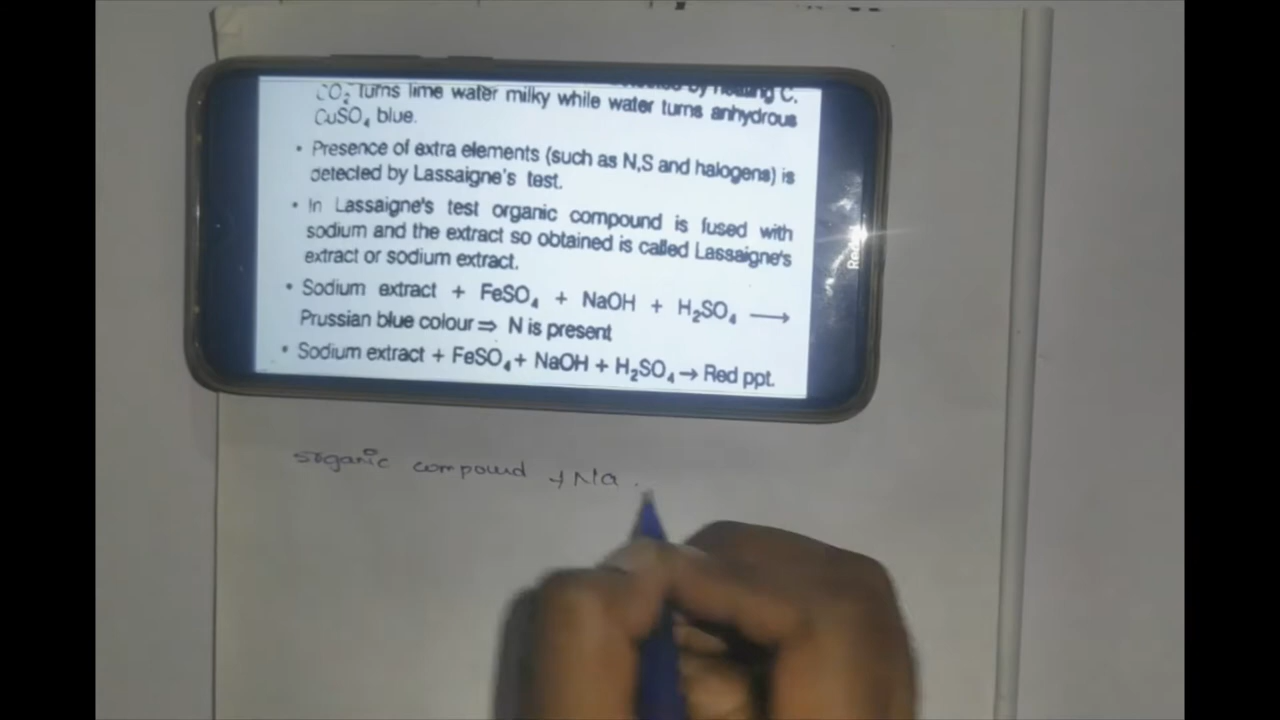 by heating C.
CO₂ turns lime water milky while water turns anhydrous
CuSO₄ blue.
• Presence of extra elements (such as N,S and halogens) is
detected by Lassaigne's test.
• In Lassaigne's test organic compound is fused with
sodium and the extract so obtained is called Lassaigne's
extract or sodium extract.
• Sodium extract + FeSO₄ + NaOH + H₂SO₄ ⟶
Prussian blue colour ⇒ N is present
• Sodium extract + FeSO₄ + NaOH + H₂SO₄ → Red ppt.
organic compound + Na